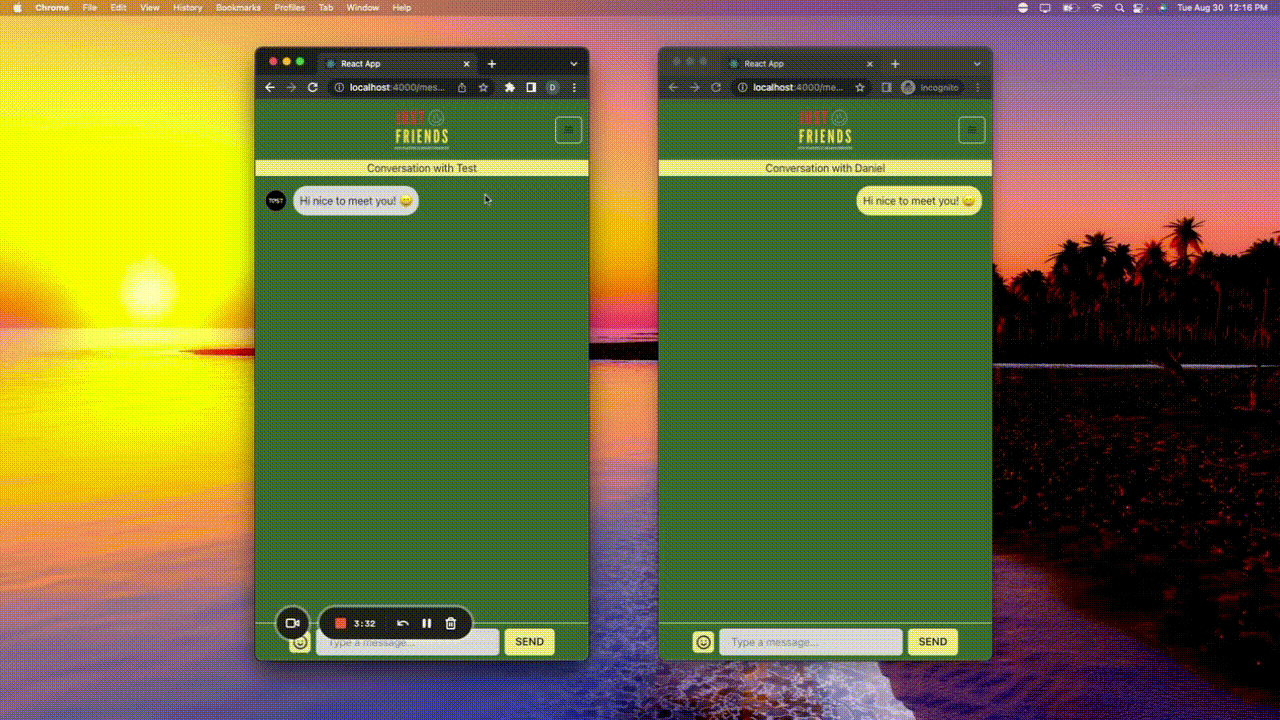 Chrome File Edit View History Bookmarks Profiles Tab Window Help
Tue Aug 30 12:16 PM
React App
localhost:4000/mes...
D
JUST
FRIENDS
Conversation with Test
TEST
Hi nice to meet you! 😀
3:32
Type a message...
SEND
React App
localhost:4000/me...
Incognito
JUST
FRIENDS
Conversation with Daniel
Hi nice to meet you! 😀
Type a message...
SEND